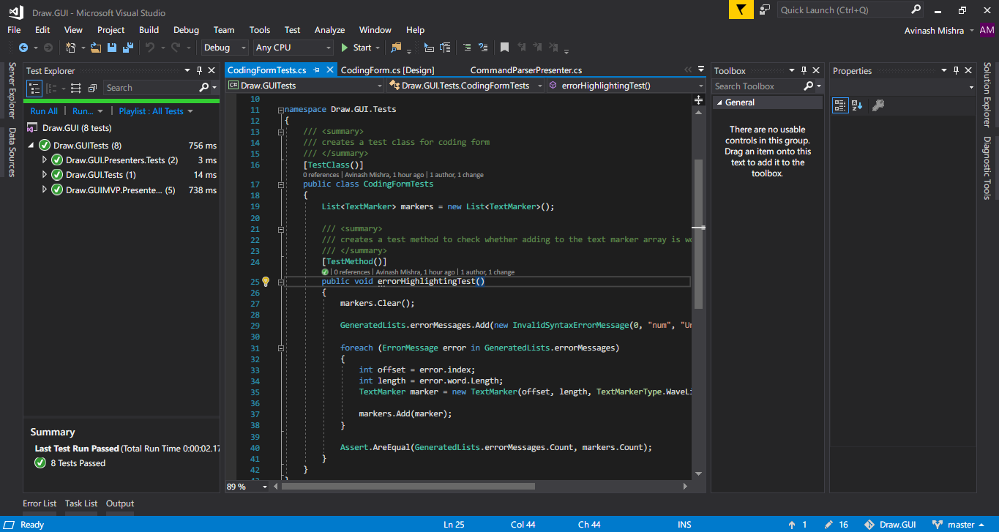 Draw.GUI - Microsoft Visual Studio
Quick Launch (Ctrl+Q)
File Edit View Project Build Debug Team Tools Test Analyze Window Help
Avinash Mishra AM
Debug Any CPU Start
Server Explorer
Data Sources
Test Explorer
Search
Run All | Run... | Playlist : All Tests
Draw.GUI (8 tests)
Draw.GUITests (8) 756 ms
Draw.GUI.Presenters.Tests (2) 3 ms
Draw.GUI.Tests (1) 14 ms
Draw.GUIMVP.Presente... (5) 738 ms
Summary
Last Test Run Passed (Total Run Time 0:00:02.17
8 Tests Passed
CodingFormTests.cs CodingForm.cs [Design] CommandParserPresenter.cs
Draw.GUITests Draw.GUI.Tests.CodingFormTests errorHighlightingTest()
10
11 namespace Draw.GUI.Tests
12 {
13 /// <summary>
14 /// creates a test class for coding form
15 /// </summary>
16 [TestClass()]
0 references | Avinash Mishra, 1 hour ago | 1 author, 1 change
17 public class CodingFormTests
18 {
19 List<TextMarker> markers = new List<TextMarker>();
20
21 /// <summary>
22 /// creates a test method to check whether adding to the text marker array is wo
23 /// </summary>
24 [TestMethod()]
| 0 references | Avinash Mishra, 1 hour ago | 1 author, 1 change
25 public void errorHighlightingTest()
26 {
27 markers.Clear();
28
29 GeneratedLists.errorMessages.Add(new InvalidSyntaxErrorMessage(0, "num", "Un
30
31 foreach (ErrorMessage error in GeneratedLists.errorMessages)
32 {
33 int offset = error.index;
34 int length = error.word.Length;
35 TextMarker marker = new TextMarker(offset, length, TextMarkerType.WaveLi
36
37 markers.Add(marker);
38 }
39
40 Assert.AreEqual(GeneratedLists.errorMessages.Count, markers.Count);
41 }
42 }
89 %
Toolbox
Search Toolbox
General
There are no usable
controls in this group.
Drag an item onto this
text to add it to the
toolbox.
Properties
Solution Explorer
Diagnostic Tools
Error List Task List Output
Ready Ln 25 Col 44 Ch 44 INS 1 16 Draw.GUI master